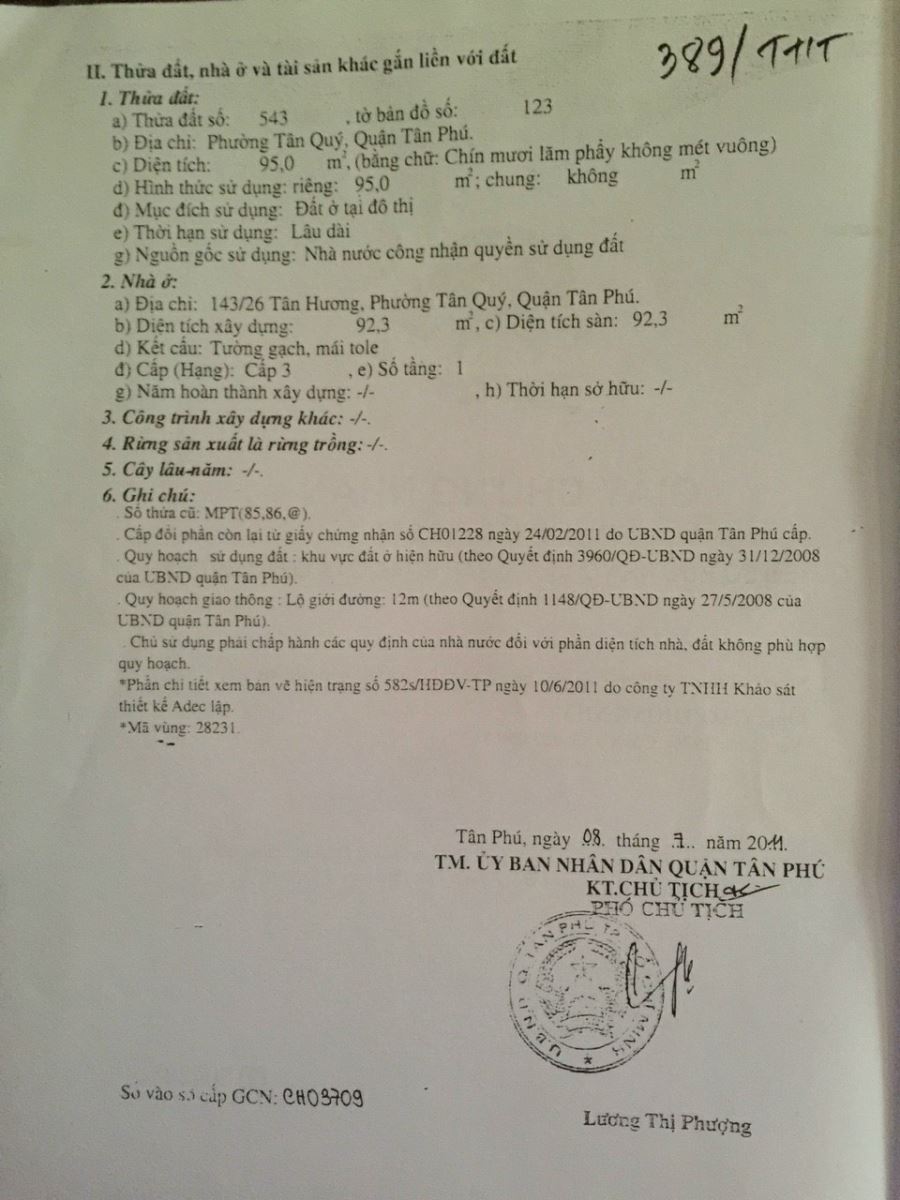 389/THT
II. Thửa đất, nhà ở và tài sản khác gắn liền với đất
1. Thửa đất:
a) Thửa đất số: 543 , tờ bản đồ số: 123
b) Địa chỉ: Phường Tân Quý, Quận Tân Phú.
c) Diện tích: 95,0 m², (bằng chữ: Chín mươi lăm phẩy không mét vuông)
d) Hình thức sử dụng: riêng: 95,0 m²; chung: không m²
đ) Mục đích sử dụng: Đất ở tại đô thị
e) Thời hạn sử dụng: Lâu dài
g) Nguồn gốc sử dụng: Nhà nước công nhận quyền sử dụng đất
2. Nhà ở:
a) Địa chỉ: 143/26 Tân Hương, Phường Tân Quý, Quận Tân Phú.
b) Diện tích xây dựng: 92,3 m², c) Diện tích sàn: 92,3 m²
d) Kết cấu: Tường gạch, mái tole
đ) Cấp (Hạng): Cấp 3 , e) Số tầng: 1
g) Năm hoàn thành xây dựng: -/- , h) Thời hạn sở hữu: -/-
3. Công trình xây dựng khác: -/-.
4. Rừng sản xuất là rừng trồng: -/-.
5. Cây lâu năm: -/-.
6. Ghi chú:
. Số thửa cũ: MPT(85,86,@).
. Cấp đổi phần còn lại từ giấy chứng nhận số CH01228 ngày 24/02/2011 do UBND quận Tân Phú cấp.
. Quy hoạch sử dụng đất : khu vực đất ở hiện hữu (theo Quyết định 3960/QĐ-UBND ngày 31/12/2008
của UBND quận Tân Phú).
. Quy hoạch giao thông : Lộ giới đường: 12m (theo Quyết định 1148/QĐ-UBND ngày 27/5/2008 của
UBND quận Tân Phú).
. Chủ sử dụng phải chấp hành các quy định của nhà nước đối với phần diện tích nhà, đất không phù hợp
quy hoạch.
*Phần chi tiết xem bản vẽ hiện trạng số 582s/HĐĐV-TP ngày 10/6/2011 do công ty TNHH Khảo sát
thiết kế Adec lập.
*Mã vùng: 28231.
Tân Phú, ngày 08. tháng 7.. năm 2011.
TM. ỦY BAN NHÂN DÂN QUẬN TÂN PHÚ
KT.CHỦ TỊCH
PHÓ CHỦ TỊCH
U.B.N.D Q. TÂN PHÚ
Số vào sổ cấp GCN: CH03709
Lương Thị Phượng